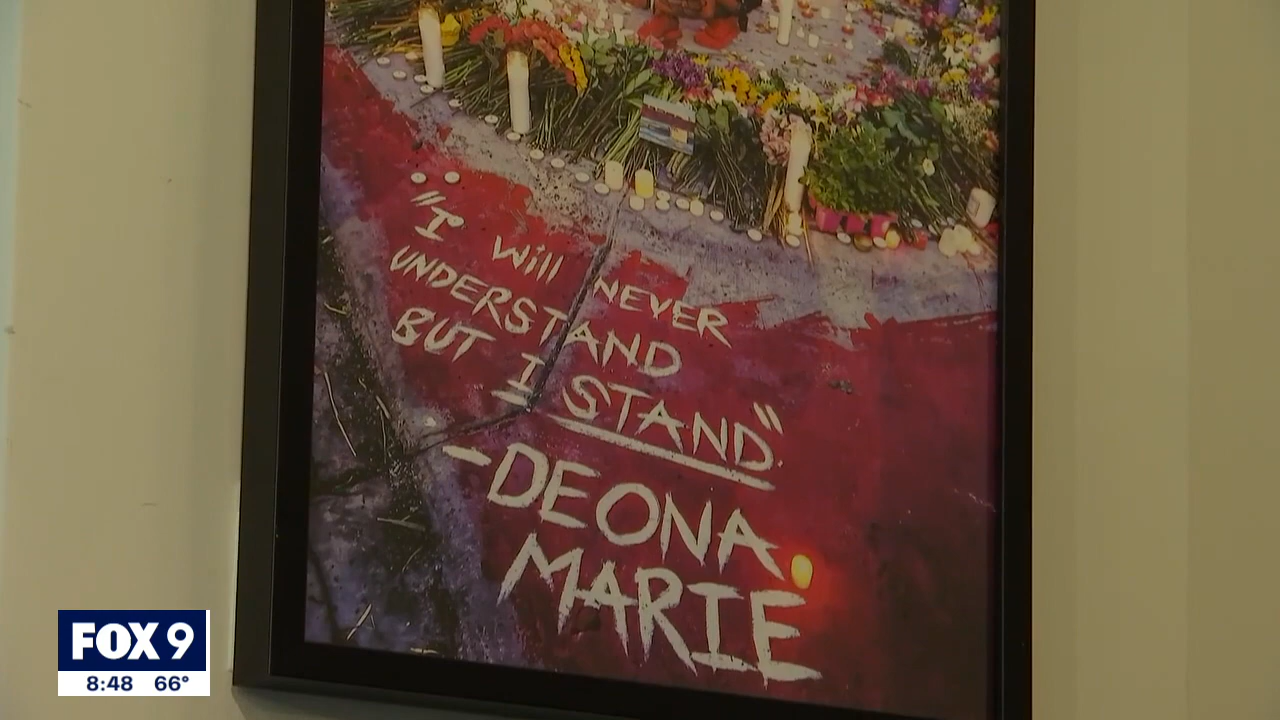 "I Will NEVER
UNDERSTAND
BUT I STAND".
-DEONA
MARIE
FOX 9
8:48 66°